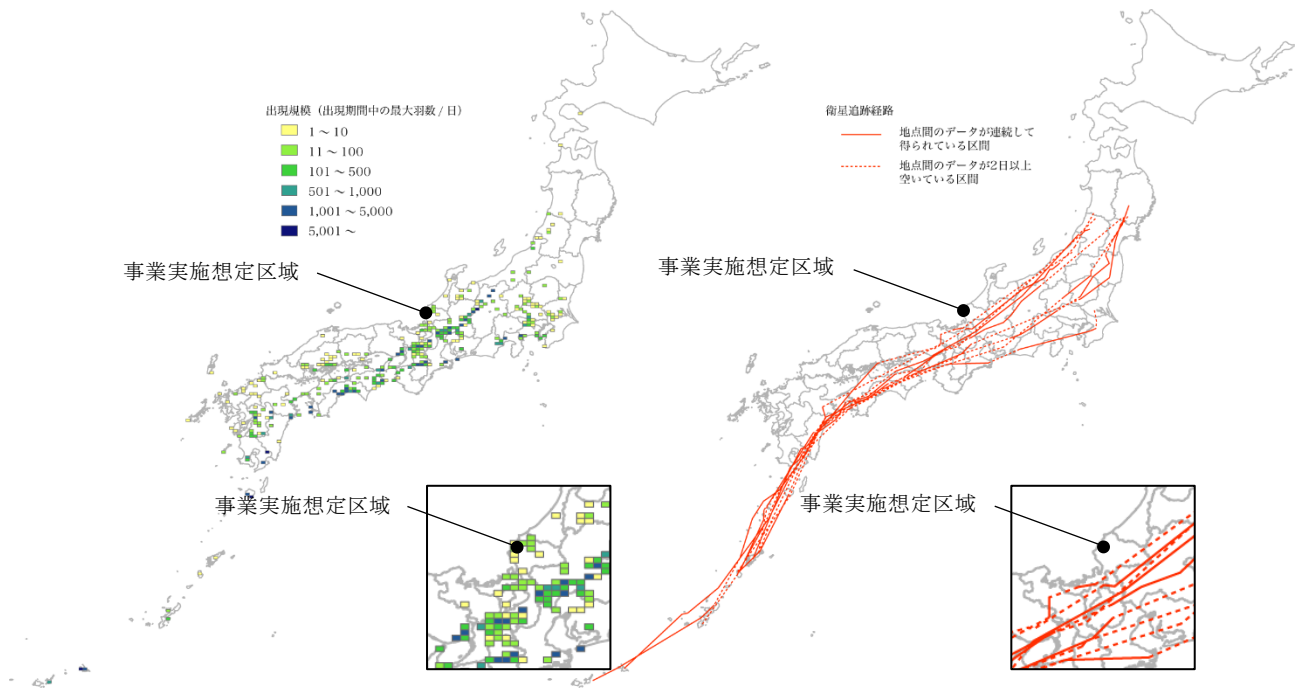 出現規模（出現期間中の最大羽数 / 日）
1～10
11～100
101～500
501～1,000
1,001～5,000
5,001～
事業実施想定区域
事業実施想定区域
衛星追跡経路
地点間のデータが連続して
得られている区間
地点間のデータが2日以上
空いている区間
事業実施想定区域
事業実施想定区域